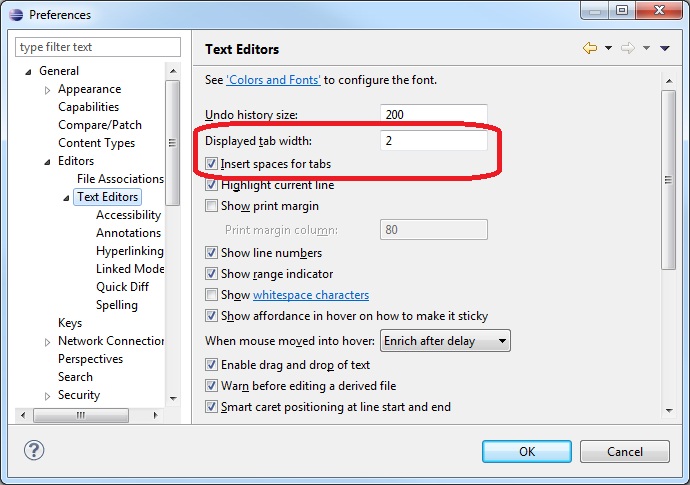 Preferences
type filter text
General
Appearance
Capabilities
Compare/Patch
Content Types
Editors
File Associations
Text Editors
Accessibility
Annotations
Hyperlinking
Linked Mode
Quick Diff
Spelling
Keys
Network Connection
Perspectives
Search
Security
Text Editors
See 'Colors and Fonts' to configure the font.
Undo history size: 200
Displayed tab width: 2
Insert spaces for tabs
Highlight current line
Show print margin
Print margin column: 80
Show line numbers
Show range indicator
Show whitespace characters
Show affordance in hover on how to make it sticky
When mouse moved into hover: Enrich after delay
Enable drag and drop of text
Warn before editing a derived file
Smart caret positioning at line start and end
?
OK Cancel